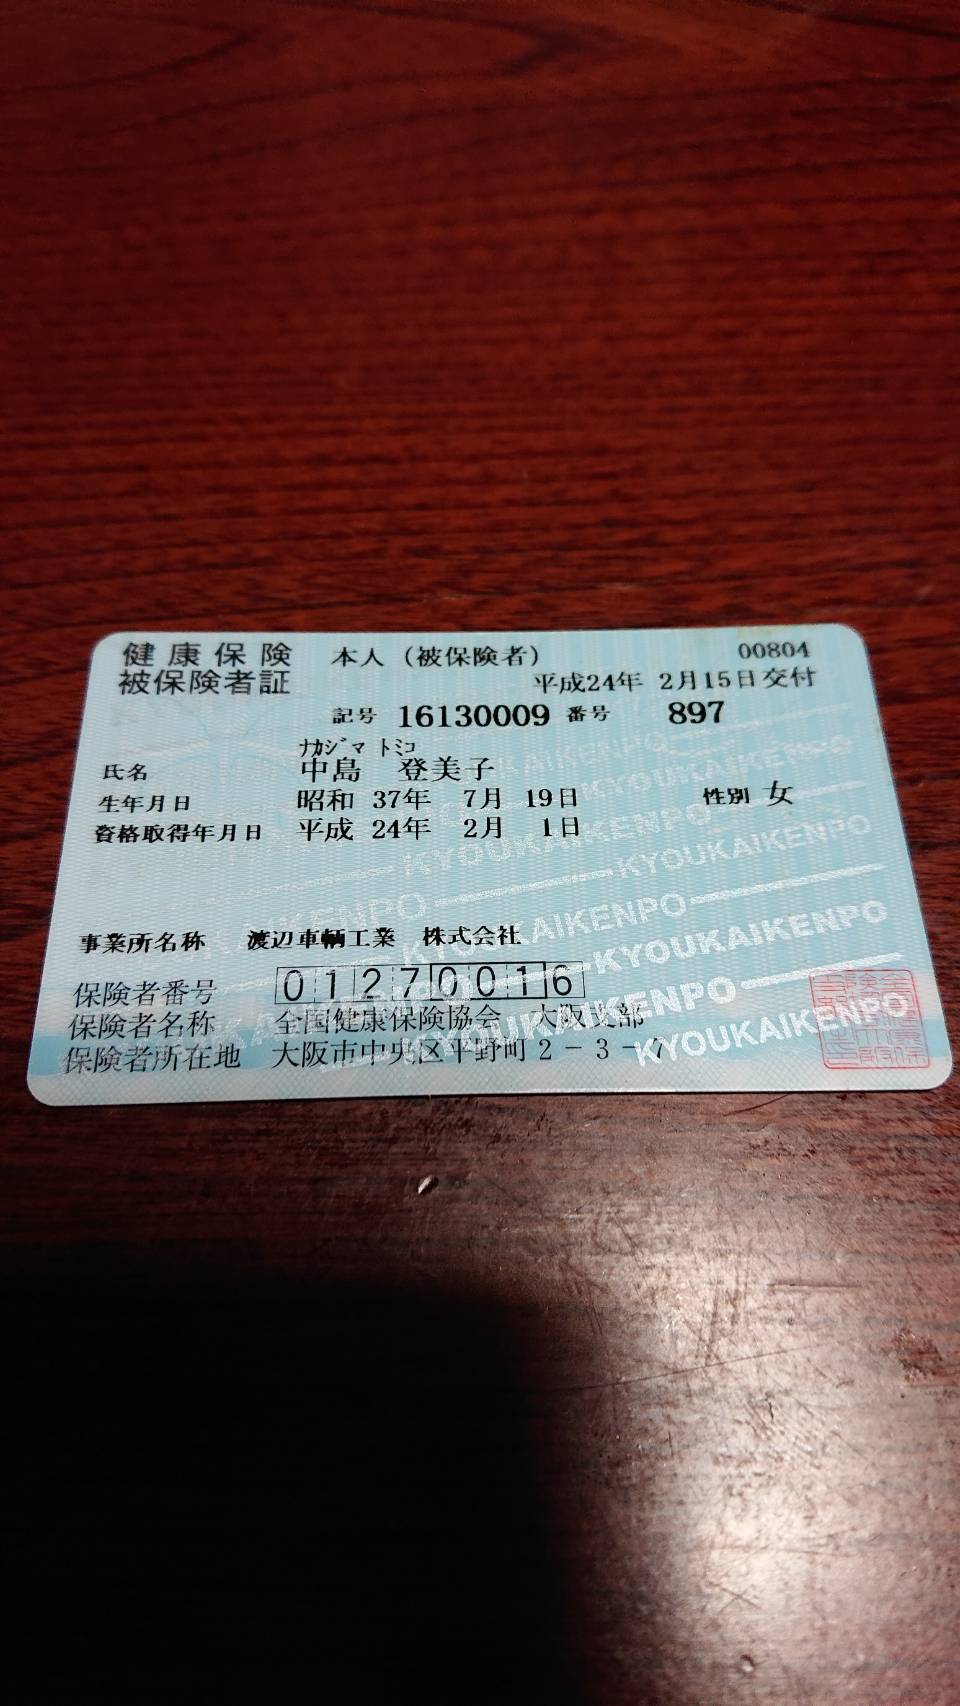 健康保険 本人（被保険者） 00804
被保険者証 平成24年 2月15日交付
記号 16130009 番号 897
ナカジマ トミコ
氏名 中島 登美子
生年月日 昭和 37年 7月 19日 性別 女
資格取得年月日 平成 24年 2月 1日
事業所名称 渡辺車輌工業 株式会社
保険者番号 01270016
保険者名称 全国健康保険協会 大阪支部
保険者所在地 大阪市中央区平野町2-3-7
KYOUKAIKENPO
KYOUKAIKENPO
KYOUKAIKENPO
KYOUKAIKENPO
KYOUKAIKENPO
KYOUKAIKENPO
KYOUKAIKENPO